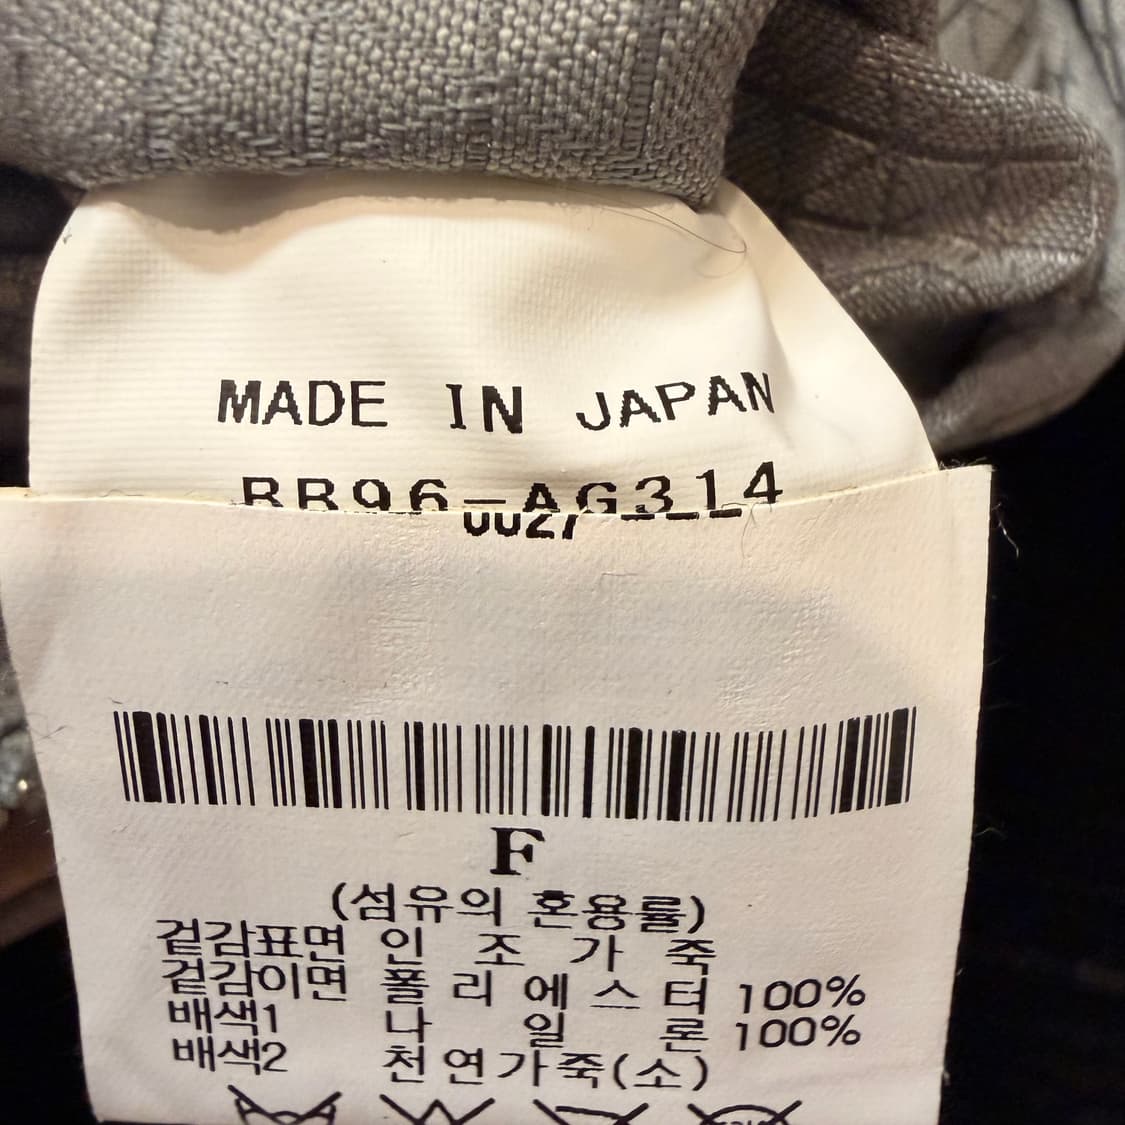 MADE IN JAPAN
RR96-AG314
0027
F
(섬유의 혼용률)
겉감표면 인 조 가 죽
겉감이면 폴 리 에 스 터 100%
배색1 나 일 론 100%
배색2 천연가죽(소)